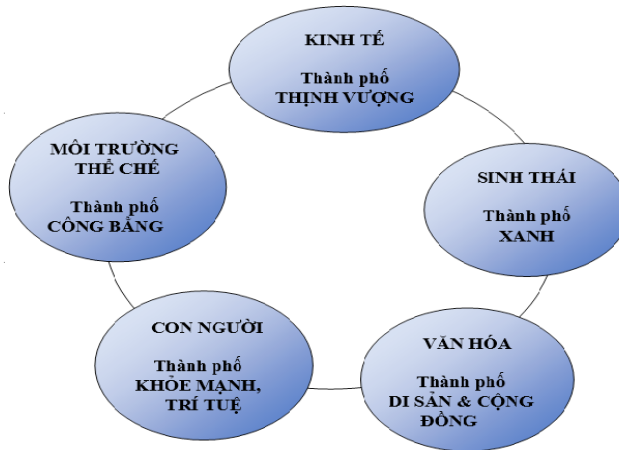 KINH TẾ
Thành phố
THỊNH VƯỢNG
SINH THÁI
Thành phố
XANH
VĂN HÓA
Thành phố
DI SẢN & CỘNG
ĐỒNG
CON NGƯỜI
Thành phố
KHỎE MẠNH,
TRÍ TUỆ
MÔI TRƯỜNG
THỂ CHẾ
Thành phố
CÔNG BẰNG